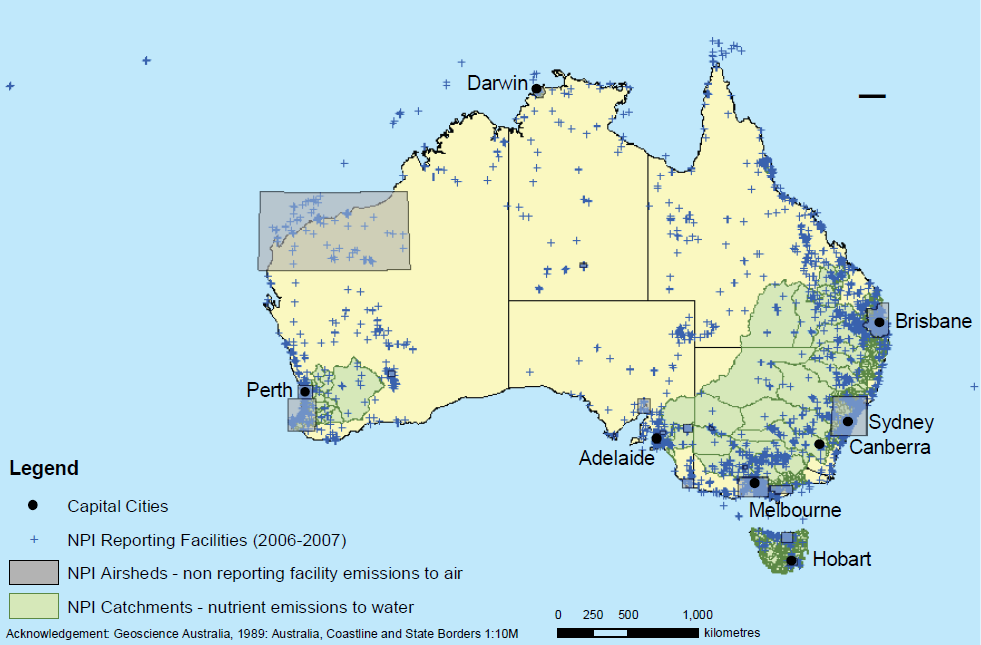 Darwin
Brisbane
Perth
Sydney
Canberra
Adelaide
Melbourne
Hobart
Legend
Capital Cities
NPI Reporting Facilities (2006-2007)
NPI Airsheds - non reporting facility emissions to air
NPI Catchments - nutrient emissions to water
0 250 500 1,000
kilometres
Acknowledgement: Geoscience Australia, 1989: Australia, Coastline and State Borders 1:10M